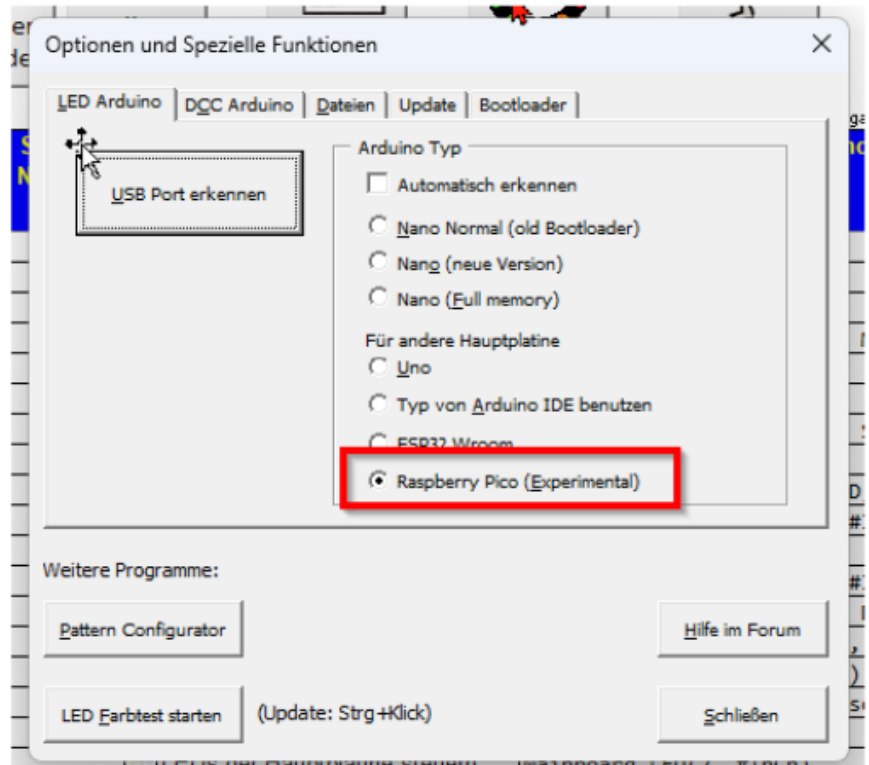 Optionen und Spezielle Funktionen
LED Arduino
DCC Arduino
Dateien
Update
Bootloader
USB Port erkennen
Arduino Typ
Automatisch erkennen
Nano Normal (old Bootloader)
Nano (neue Version)
Nano (Full memory)
Für andere Hauptplatine
Uno
Typ von Arduino IDE benutzen
ESP32 Wroom
Raspberry Pico (Experimental)
Weitere Programme:
Pattern Configurator
Hilfe im Forum
LED Farbtest starten
(Update: Strg+Klick)
Schließen